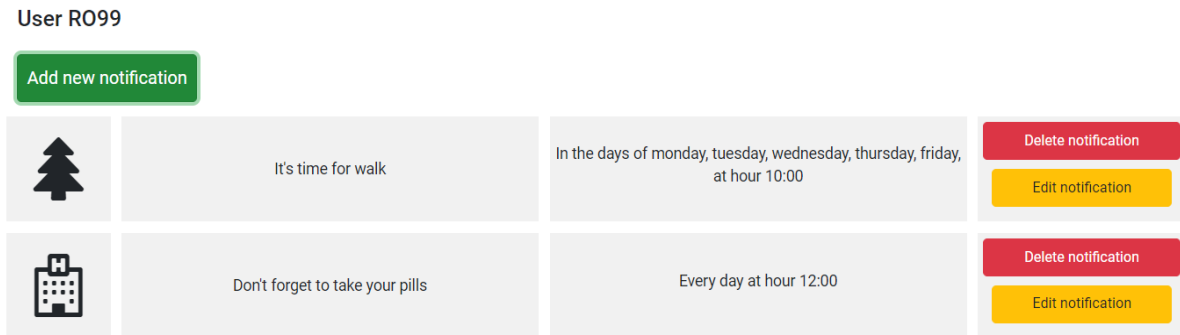 User RO99
Add new notification
It's time for walk
In the days of monday, tuesday, wednesday, thursday, friday,
at hour 10:00
Delete notification
Edit notification
H
Don't forget to take your pills
Every day at hour 12:00
Delete notification
Edit notification